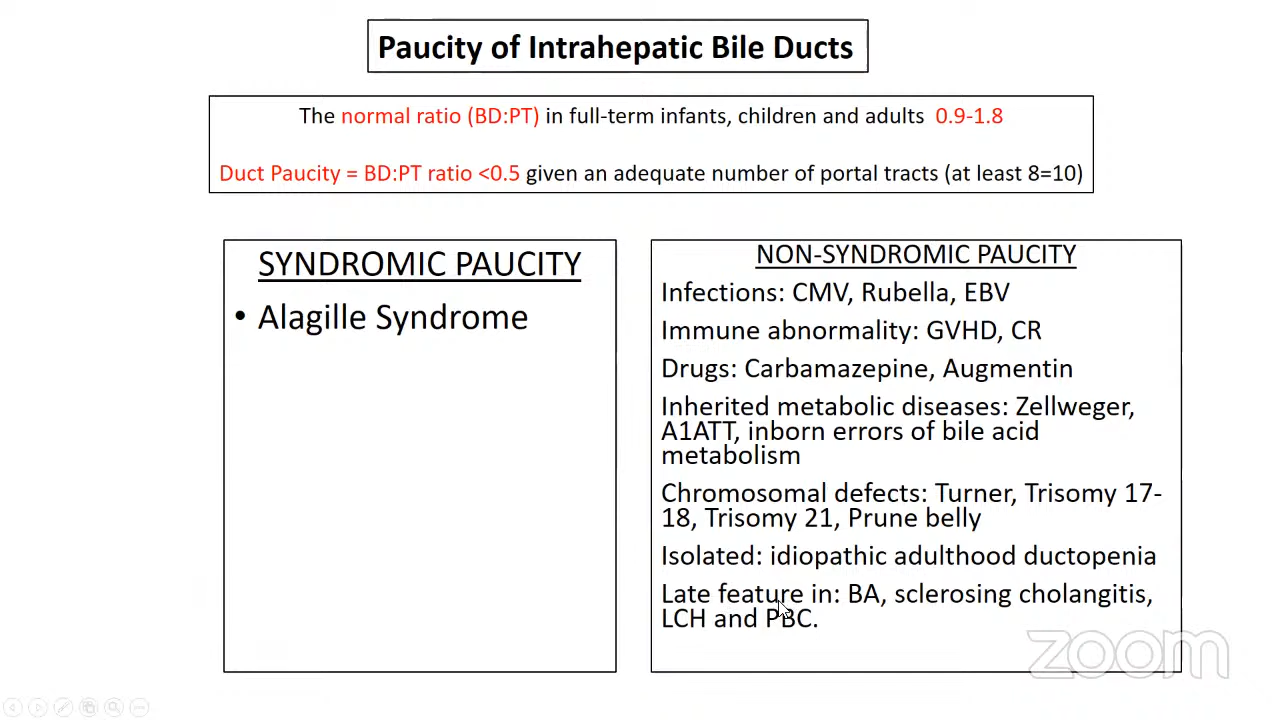 Paucity of Intrahepatic Bile Ducts
The normal ratio (BD:PT) in full-term infants, children and adults 0.9-1.8
Duct Paucity = BD:PT ratio <0.5 given an adequate number of portal tracts (at least 8=10)
SYNDROMIC PAUCITY
• Alagille Syndrome
NON-SYNDROMIC PAUCITY
Infections: CMV, Rubella, EBV
Immune abnormality: GVHD, CR
Drugs: Carbamazepine, Augmentin
Inherited metabolic diseases: Zellweger,
A1ATT, inborn errors of bile acid
metabolism
Chromosomal defects: Turner, Trisomy 17-
18, Trisomy 21, Prune belly
Isolated: idiopathic adulthood ductopenia
Late feature in: BA, sclerosing cholangitis,
LCH and PBC.
zoom